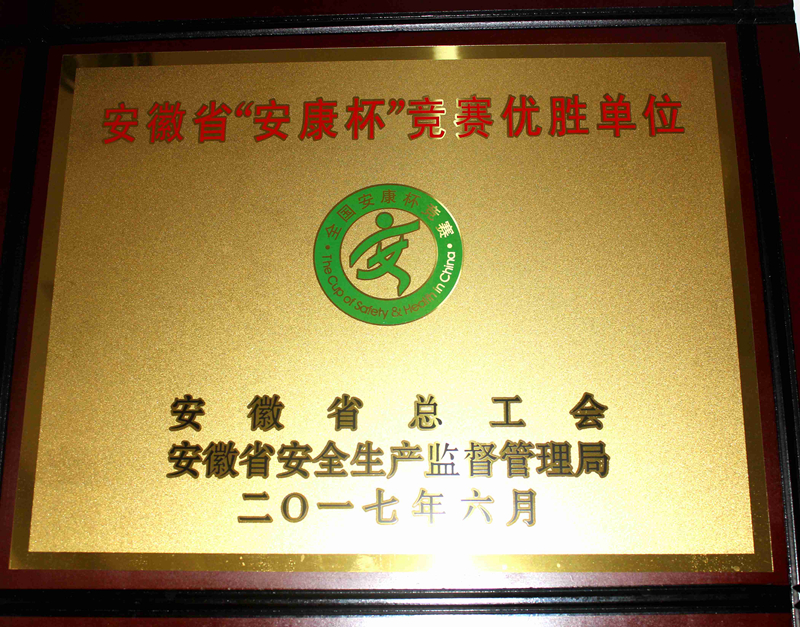 安徽省“安康杯”竞赛优胜单位
全国安康杯竞赛
The Cup of Safety & Health in China
安徽省总工会
安徽省安全生产监督管理局
二〇一七年六月